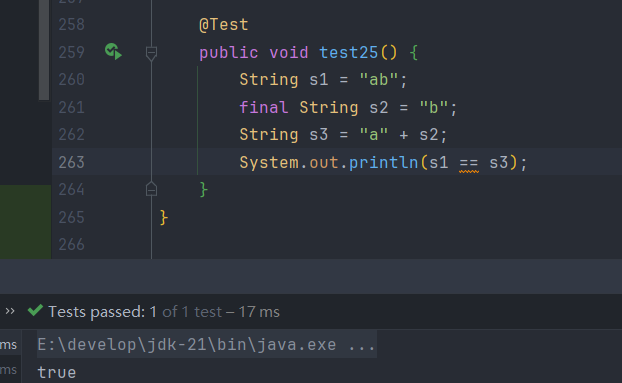 258 @Test
259 public void test25() {
260 String s1 = "ab";
261 final String s2 = "b";
262 String s3 = "a" + s2;
263 System.out.println(s1 == s3);
264 }
265 }
266
» Tests passed: 1 of 1 test – 17 ms
ms E:\develop\jdk-21\bin\java.exe ...
ms true